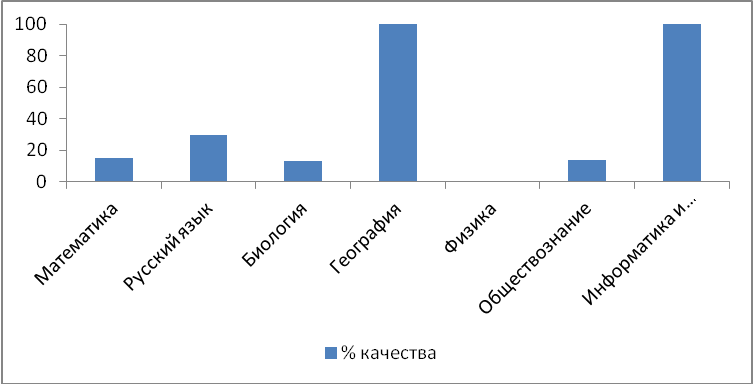 100
80
60
40
20
0
Математика
Русский язык
Биология
География
Физика
Обществознание
Информатика и...
% качества